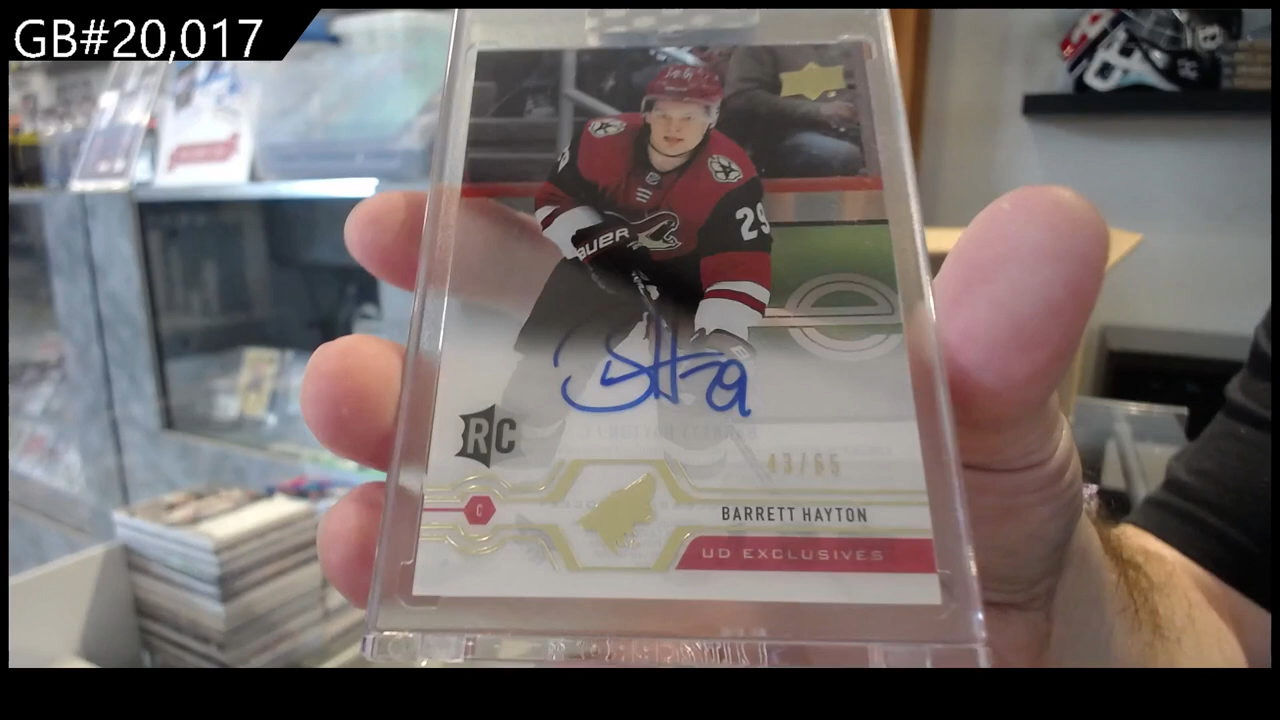 GB#20,017
29
BAUER
RC
43/65
C
BARRETT HAYTON
UD EXCLUSIVES